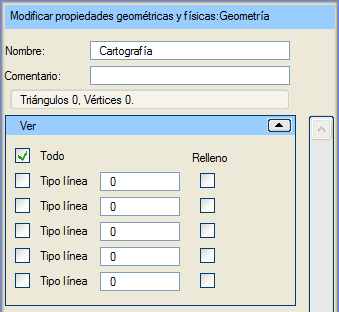 Modificar propiedades geométricas y físicas:Geometría
Nombre: Cartografía
Comentario:
Triángulos 0, Vértices 0.
Ver
Todo Relleno
Tipo línea 0
Tipo línea 0
Tipo línea 0
Tipo línea 0
Tipo línea 0